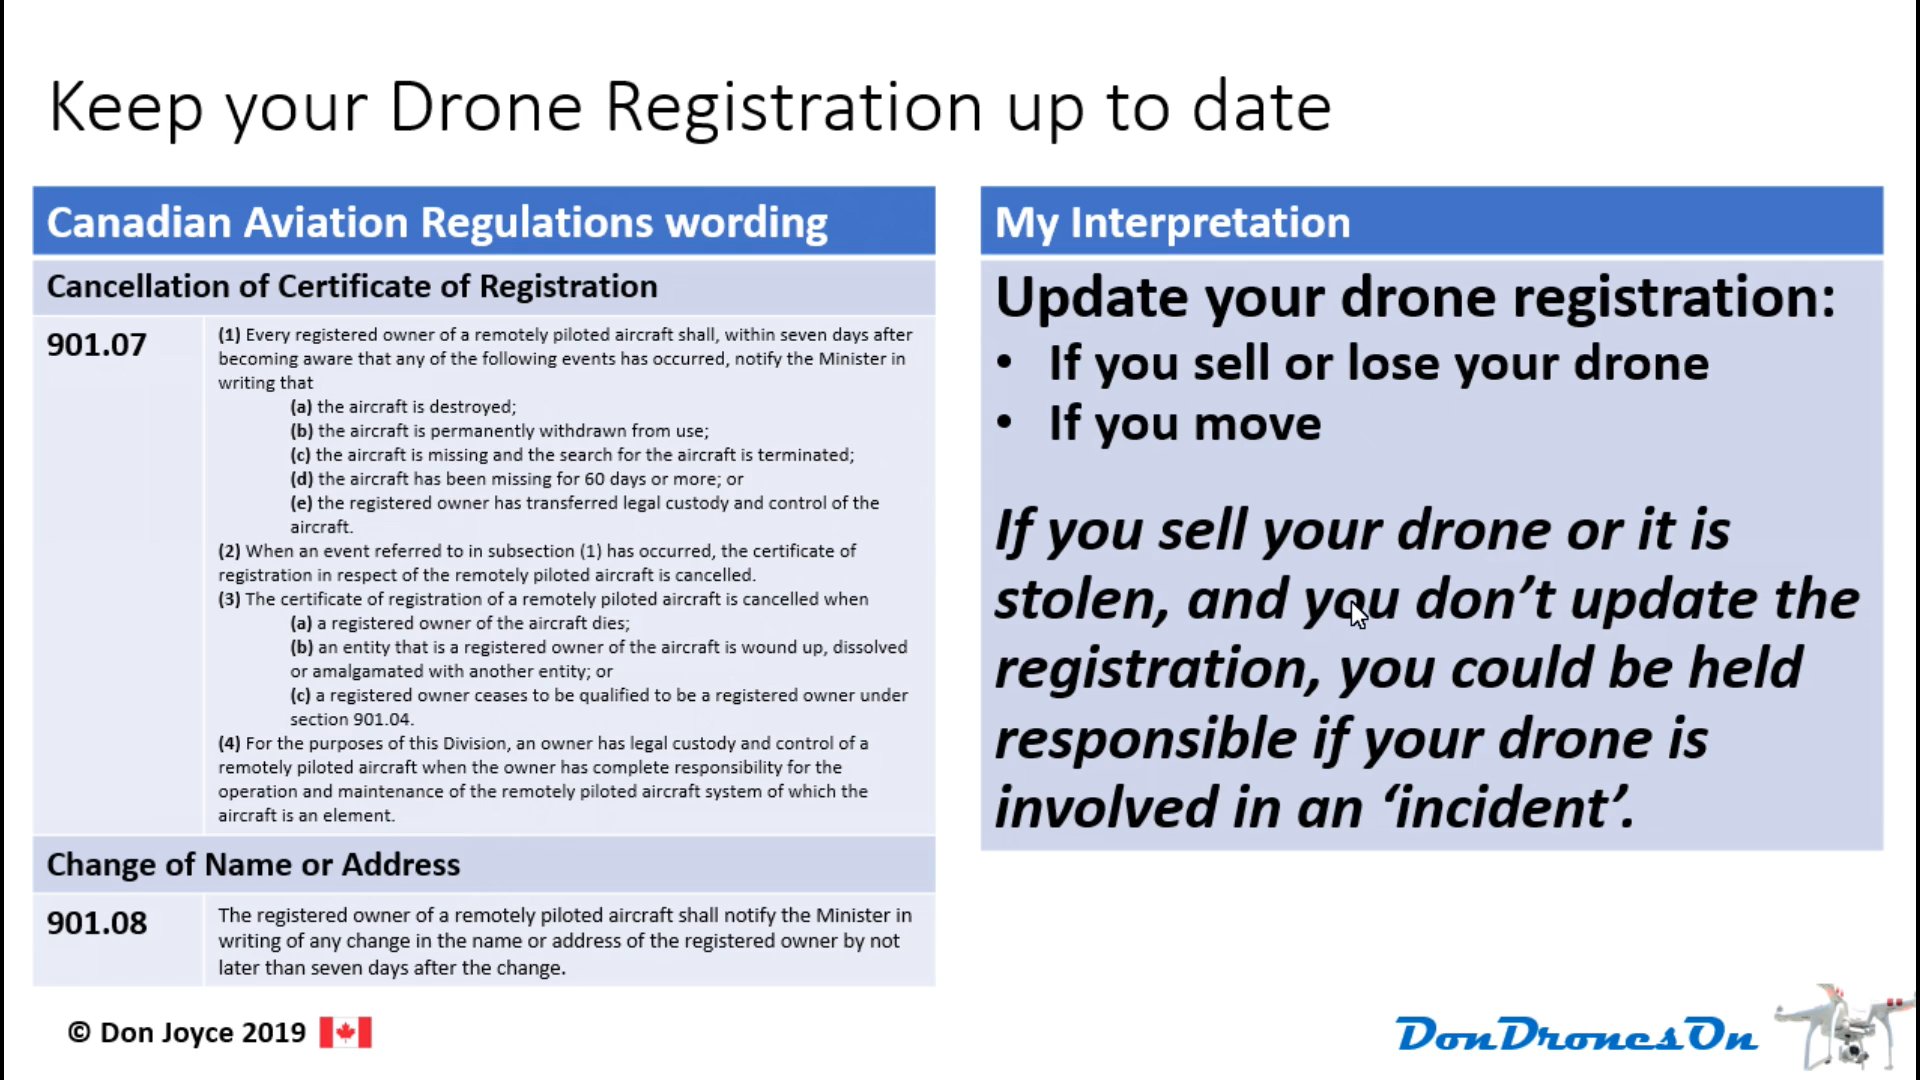 Keep your Drone Registration up to date
Canadian Aviation Regulations wording
Cancellation of Certificate of Registration
901.07
(1) Every registered owner of a remotely piloted aircraft shall, within seven days after
becoming aware that any of the following events has occurred, notify the Minister in
writing that
(a) the aircraft is destroyed;
(b) the aircraft is permanently withdrawn from use;
(c) the aircraft is missing and the search for the aircraft is terminated;
(d) the aircraft has been missing for 60 days or more; or
(e) the registered owner has transferred legal custody and control of the
aircraft.
(2) When an event referred to in subsection (1) has occurred, the certificate of
registration in respect of the remotely piloted aircraft is cancelled.
(3) The certificate of registration of a remotely piloted aircraft is cancelled when
(a) a registered owner of the aircraft dies;
(b) an entity that is a registered owner of the aircraft is wound up, dissolved
or amalgamated with another entity; or
(c) a registered owner ceases to be qualified to be a registered owner under
section 901.04.
(4) For the purposes of this Division, an owner has legal custody and control of a
remotely piloted aircraft when the owner has complete responsibility for the
operation and maintenance of the remotely piloted aircraft system of which the
aircraft is an element.
Change of Name or Address
901.08
The registered owner of a remotely piloted aircraft shall notify the Minister in
writing of any change in the name or address of the registered owner by not
later than seven days after the change.
My Interpretation
Update your drone registration:
• If you sell or lose your drone
• If you move
If you sell your drone or it is
stolen, and you don’t update the
registration, you could be held
responsible if your drone is
involved in an ‘incident’.
© Don Joyce 2019
DonDronesOn